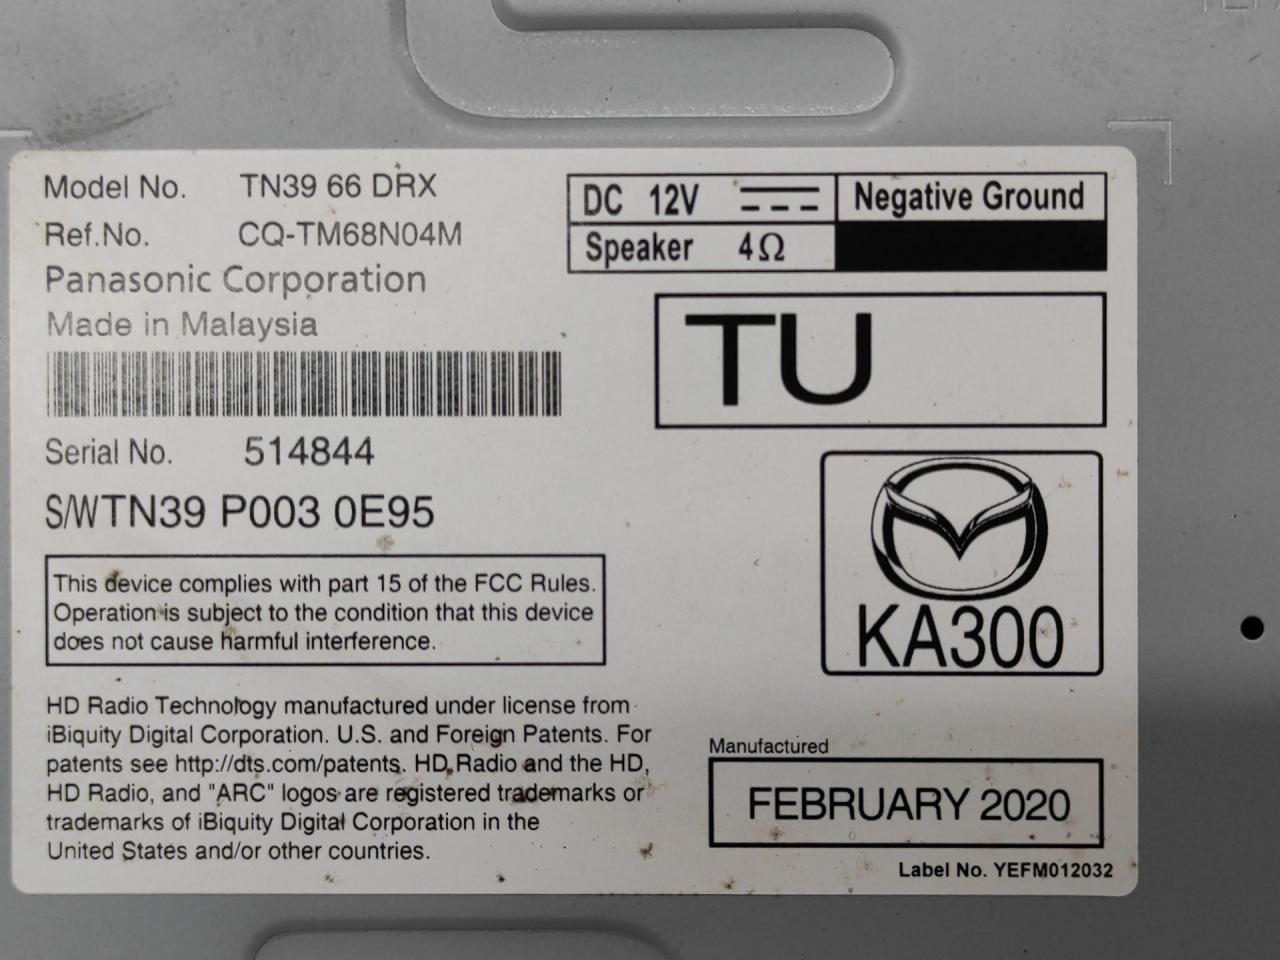 Model No. TN39 66 DRX
Ref.No. CQ-TM68N04M
Panasonic Corporation
Made in Malaysia
Serial No. 514844
S/WTN39 P003 0E95
DC 12V Negative Ground
Speaker 4Ω
TU
KA300
This device complies with part 15 of the FCC Rules.
Operation is subject to the condition that this device
does not cause harmful interference.
HD Radio Technology manufactured under license from
iBiquity Digital Corporation. U.S. and Foreign Patents. For
patents see http://dts.com/patents. HD Radio and the HD,
HD Radio, and "ARC" logos are registered trademarks or
trademarks of iBiquity Digital Corporation in the
United States and/or other countries.
Manufactured
FEBRUARY 2020
Label No. YEFM012032